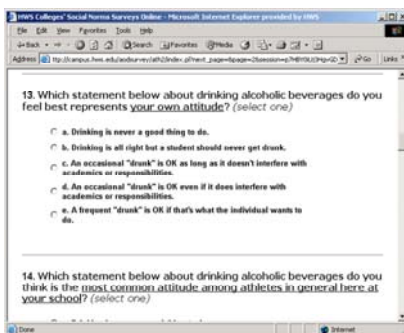 HWS Colleges' Social Norms Surveys Online - Microsoft Internet Explorer provided by HWS
File Edit View Favorites Tools Help
Back Search Favorites Media
Address Go Links
13. Which statement below about drinking alcoholic beverages do you
feel best represents your own attitude? (select one)
a. Drinking is never a good thing to do.
b. Drinking is all right but a student should never get drunk.
c. An occasional "drunk" is OK as long as it doesn't interfere with
academics or responsibilities.
d. An occasional "drunk" is OK even if it does interfere with
academics or responsibilities.
e. A frequent "drunk" is OK if that's what the individual wants to
do.
14. Which statement below about drinking alcoholic beverages do you
think is the most common attitude among athletes in general here at
your school? (select one)
Done Internet